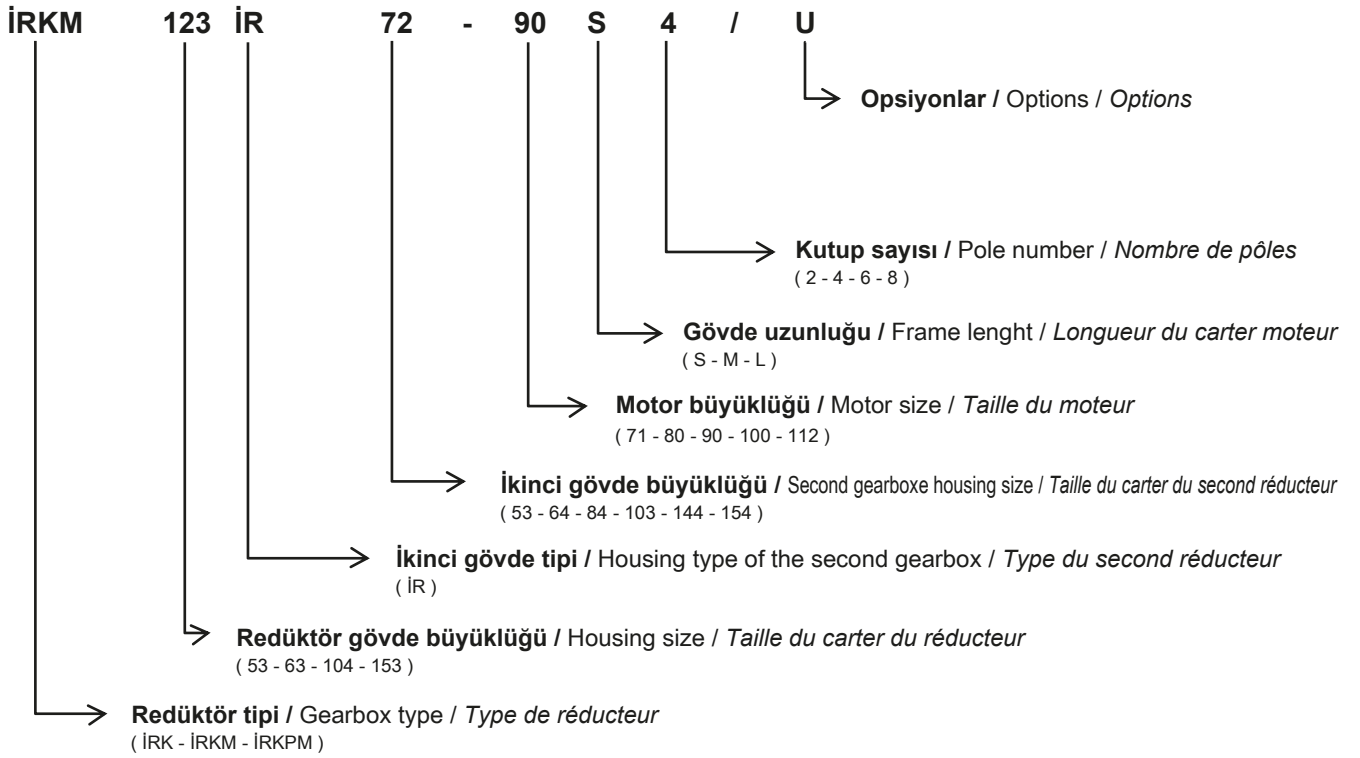 İRKM 123 İR 72 - 90 S 4 / U
Opsiyonlar / Options / Options
Kutup sayısı / Pole number / Nombre de pôles
( 2 - 4 - 6 - 8 )
Gövde uzunluğu / Frame lenght / Longueur du carter moteur
( S - M - L )
Motor büyüklüğü / Motor size / Taille du moteur
( 71 - 80 - 90 - 100 - 112 )
İkinci gövde büyüklüğü / Second gearboxe housing size / Taille du carter du second réducteur
( 53 - 64 - 84 - 103 - 144 - 154 )
İkinci gövde tipi / Housing type of the second gearbox / Type du second réducteur
( İR )
Redüktör gövde büyüklüğü / Housing size / Taille du carter du réducteur
( 53 - 63 - 104 - 153 )
Redüktör tipi / Gearbox type / Type de réducteur
( İRK - İRKM - İRKPM )